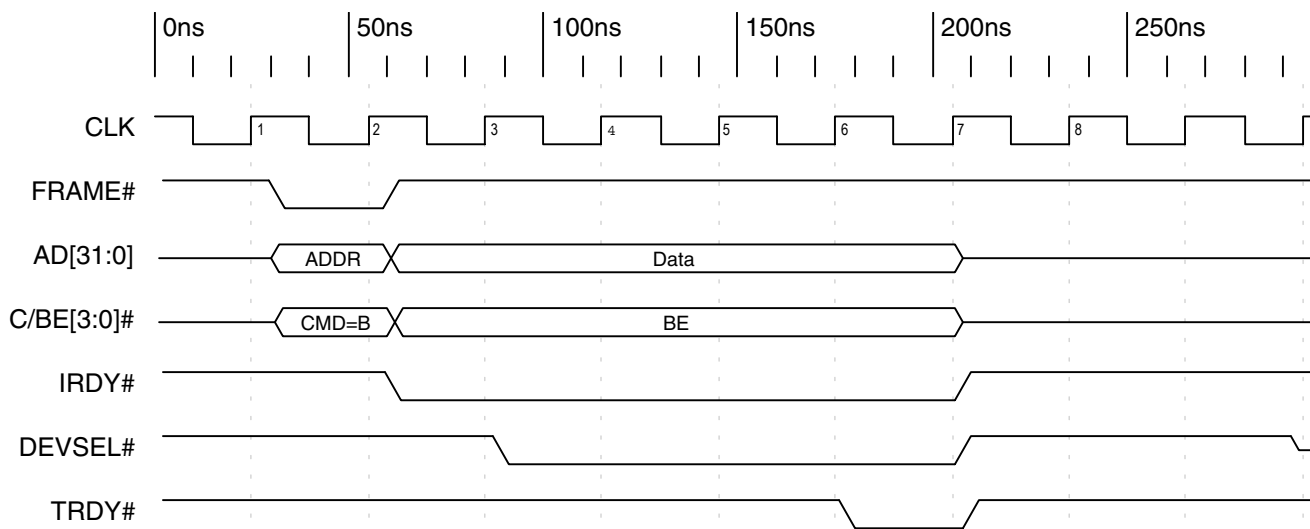 0ns 50ns 100ns 150ns 200ns 250ns
CLK 1 2 3 4 5 6 7 8
FRAME#
AD[31:0] ADDR Data
C/BE[3:0]# CMD=B BE
IRDY#
DEVSEL#
TRDY#